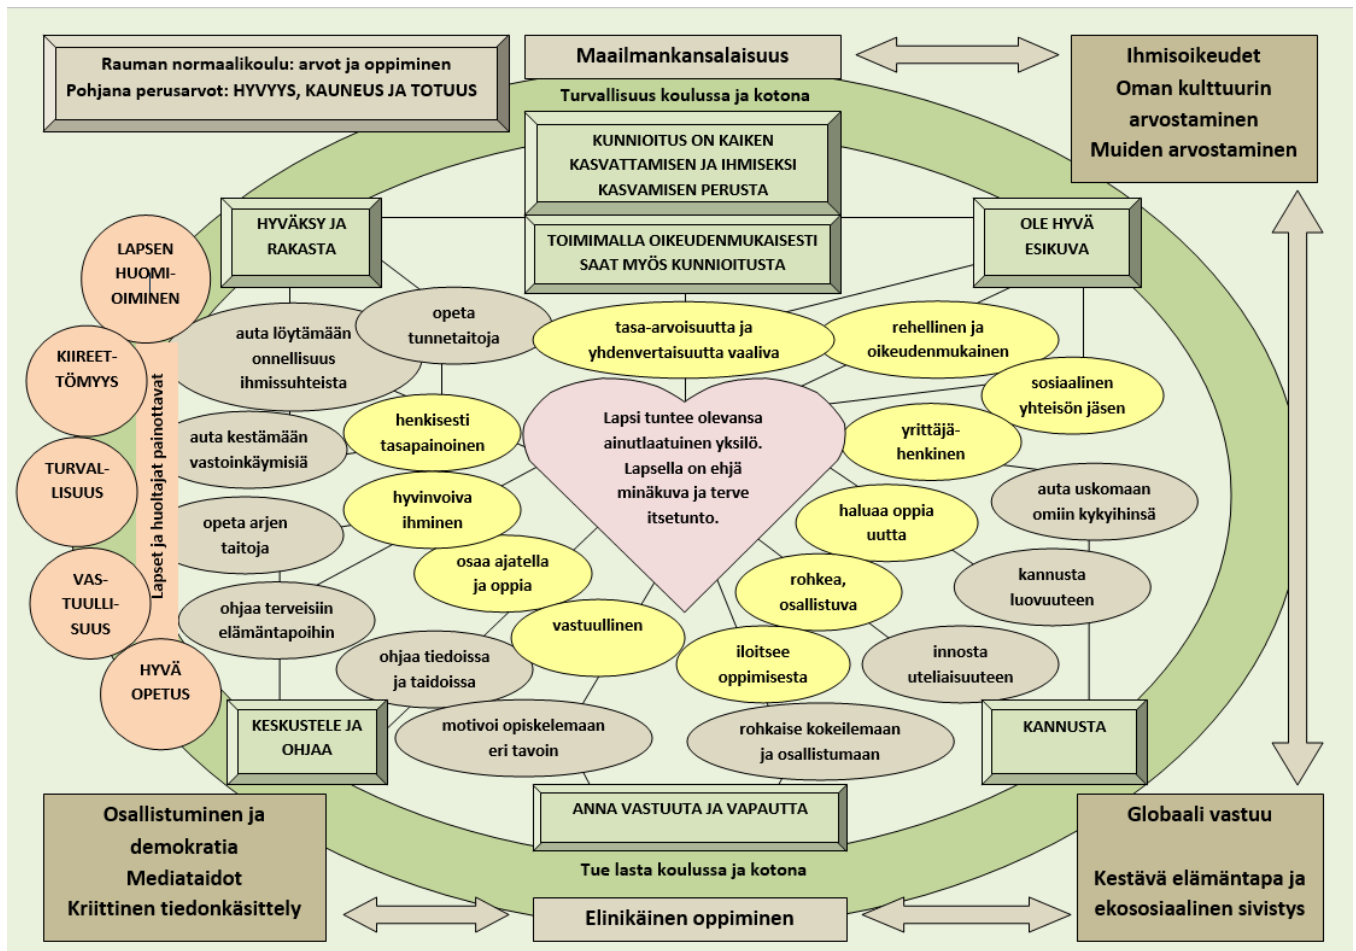 Rauman normaalikoulu: arvot ja oppiminen
Pohjana perusarvot: HYVYYS, KAUNEUS JA TOTUUS
Maailmankansalaisuus
Ihmisoikeudet
Oman kulttuurin
arvostaminen
Muiden arvostaminen
Turvallisuus koulussa ja kotona
KUNNIOITUS ON KAIKEN
KASVATTAMISEN JA IHMISEKSI
KASVAMISEN PERUSTA
HYVÄKSY JA
RAKASTA
TOIMIMALLA OIKEUDENMUKAISESTI
SAAT MYÖS KUNNIOITUSTA
OLE HYVÄ
ESIKUVA
LAPSEN
HUOMI-
OIMINEN
KIIREET-
TÖMYYS
TURVAL-
LISUUS
VAS-
TUULLI-
SUUS
HYVÄ
OPETUS
Lapset ja huoltajat painottavat
auta löytämään
onnellisuus
ihmissuhteista
opeta
tunnetaitoja
tasa-arvoisuutta ja
yhdenvertaisuutta vaaliva
rehellinen ja
oikeudenmukainen
sosiaalinen
yhteisön jäsen
auta kestämään
vastoinkäymisiä
henkisesti
tasapainoinen
Lapsi tuntee olevansa
ainutlaatuinen yksilö.
Lapsella on ehjä
minäkuva ja terve
itsetunto.
yrittäjä-
henkinen
auta uskomaan
omiin kykyihinsä
opeta arjen
taitoja
hyvinvoiva
ihminen
haluaa oppia
uutta
osaa ajatella
ja oppia
rohkea,
osallistuva
kannusta
luovuuteen
ohjaa terveisiin
elämäntapoihin
vastuullinen
iloitsee
oppimisesta
innosta
uteliaisuuteen
ohjaa tiedoissa
ja taidoissa
motivoi opiskelemaan
eri tavoin
rohkaise kokeilemaan
ja osallistumaan
KESKUSTELE JA
OHJAA
KANNUSTA
ANNA VASTUUTA JA VAPAUTTA
Osallistuminen ja
demokratia
Mediataidot
Kriittinen tiedonkäsittely
Tue lasta koulussa ja kotona
Elinikäinen oppiminen
Globaali vastuu
Kestävä elämäntapa ja
ekososiaalinen sivistys